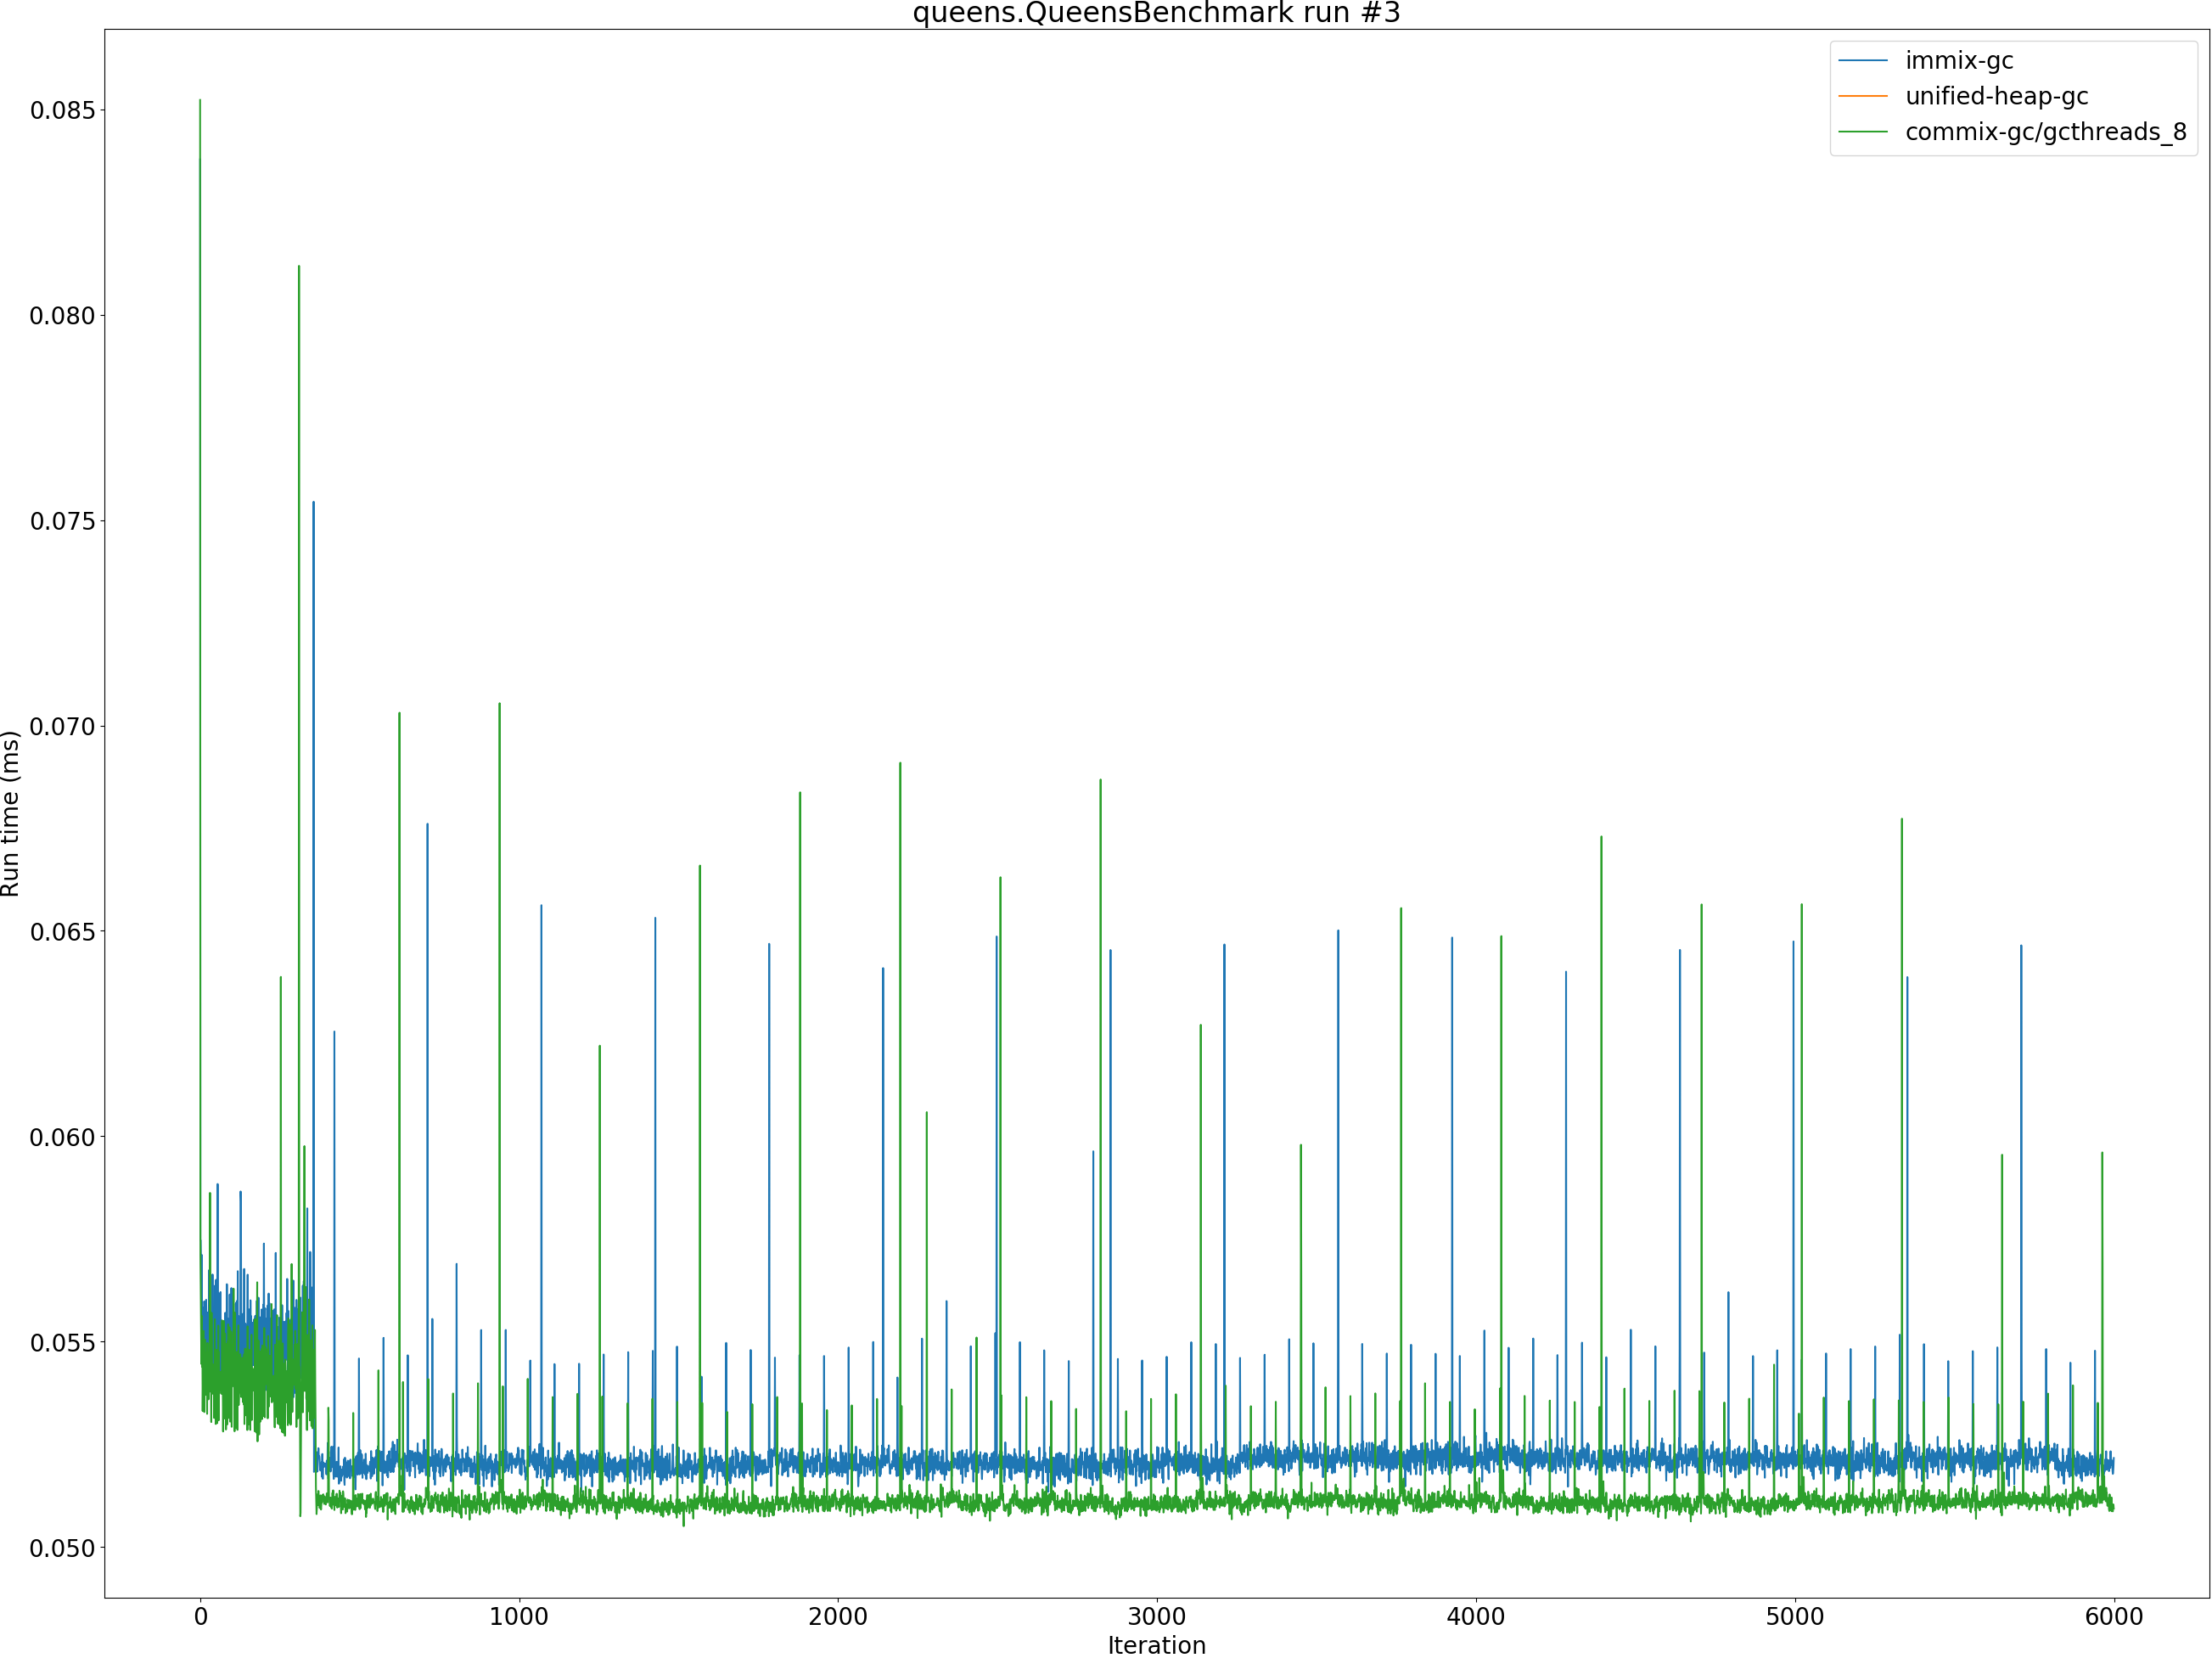 queens.QueensBenchmark run #3
immix-gc
unified-heap-gc
commix-gc/gcthreads_8
Run time (ms)
0.085
0.080
0.075
0.070
0.065
0.060
0.055
0.050
0 1000 2000 3000 4000 5000 6000
Iteration